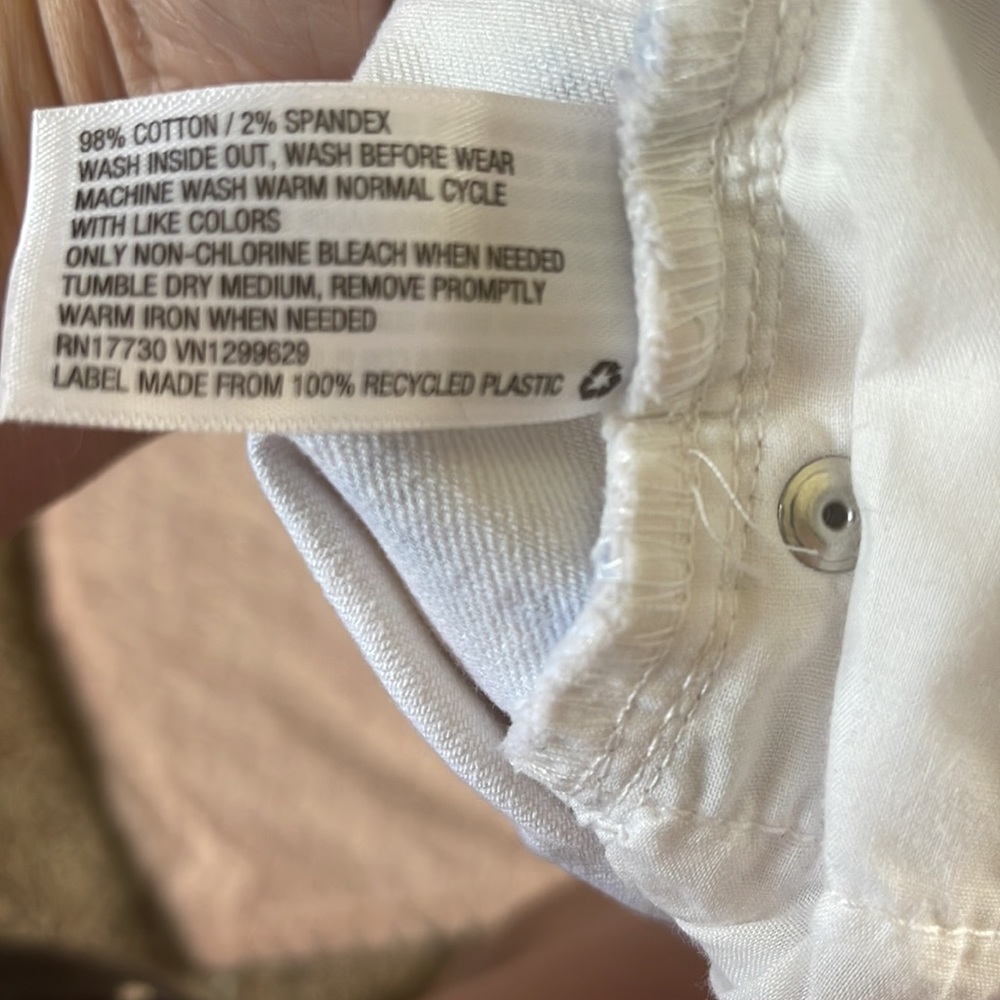 98% COTTON / 2% SPANDEX
WASH INSIDE OUT, WASH BEFORE WEAR
MACHINE WASH WARM NORMAL CYCLE
WITH LIKE COLORS
ONLY NON-CHLORINE BLEACH WHEN NEEDED
TUMBLE DRY MEDIUM, REMOVE PROMPTLY
WARM IRON WHEN NEEDED
RN17730 VN1299629
LABEL MADE FROM 100% RECYCLED PLASTIC